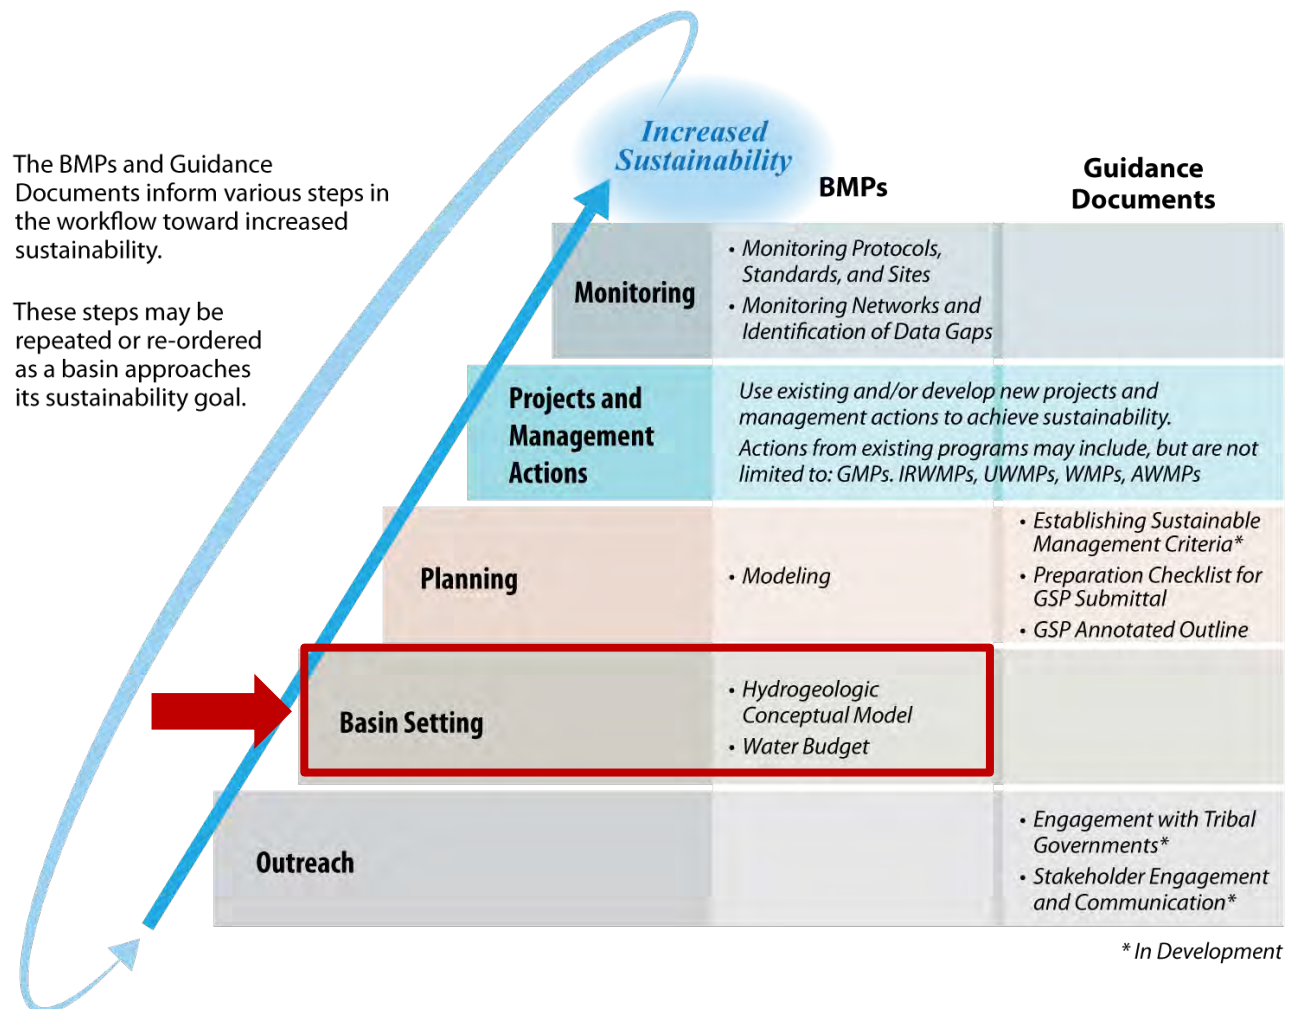 Increased
Sustainability
The BMPs and Guidance
Documents inform various steps in
the workflow toward increased
sustainability.
These steps may be
repeated or re-ordered
as a basin approaches
its sustainability goal.
BMPs
Guidance
Documents
Monitoring
• Monitoring Protocols,
Standards, and Sites
• Monitoring Networks and
Identification of Data Gaps
Projects and
Management
Actions
Use existing and/or develop new projects and
management actions to achieve sustainability.
Actions from existing programs may include, but are not
limited to: GMPs. IRWMPs, UWMPs, WMPs, AWMPs
Planning
• Modeling
• Establishing Sustainable
Management Criteria*
• Preparation Checklist for
GSP Submittal
• GSP Annotated Outline
Basin Setting
• Hydrogeologic
Conceptual Model
• Water Budget
Outreach
• Engagement with Tribal
Governments*
• Stakeholder Engagement
and Communication*
* In Development